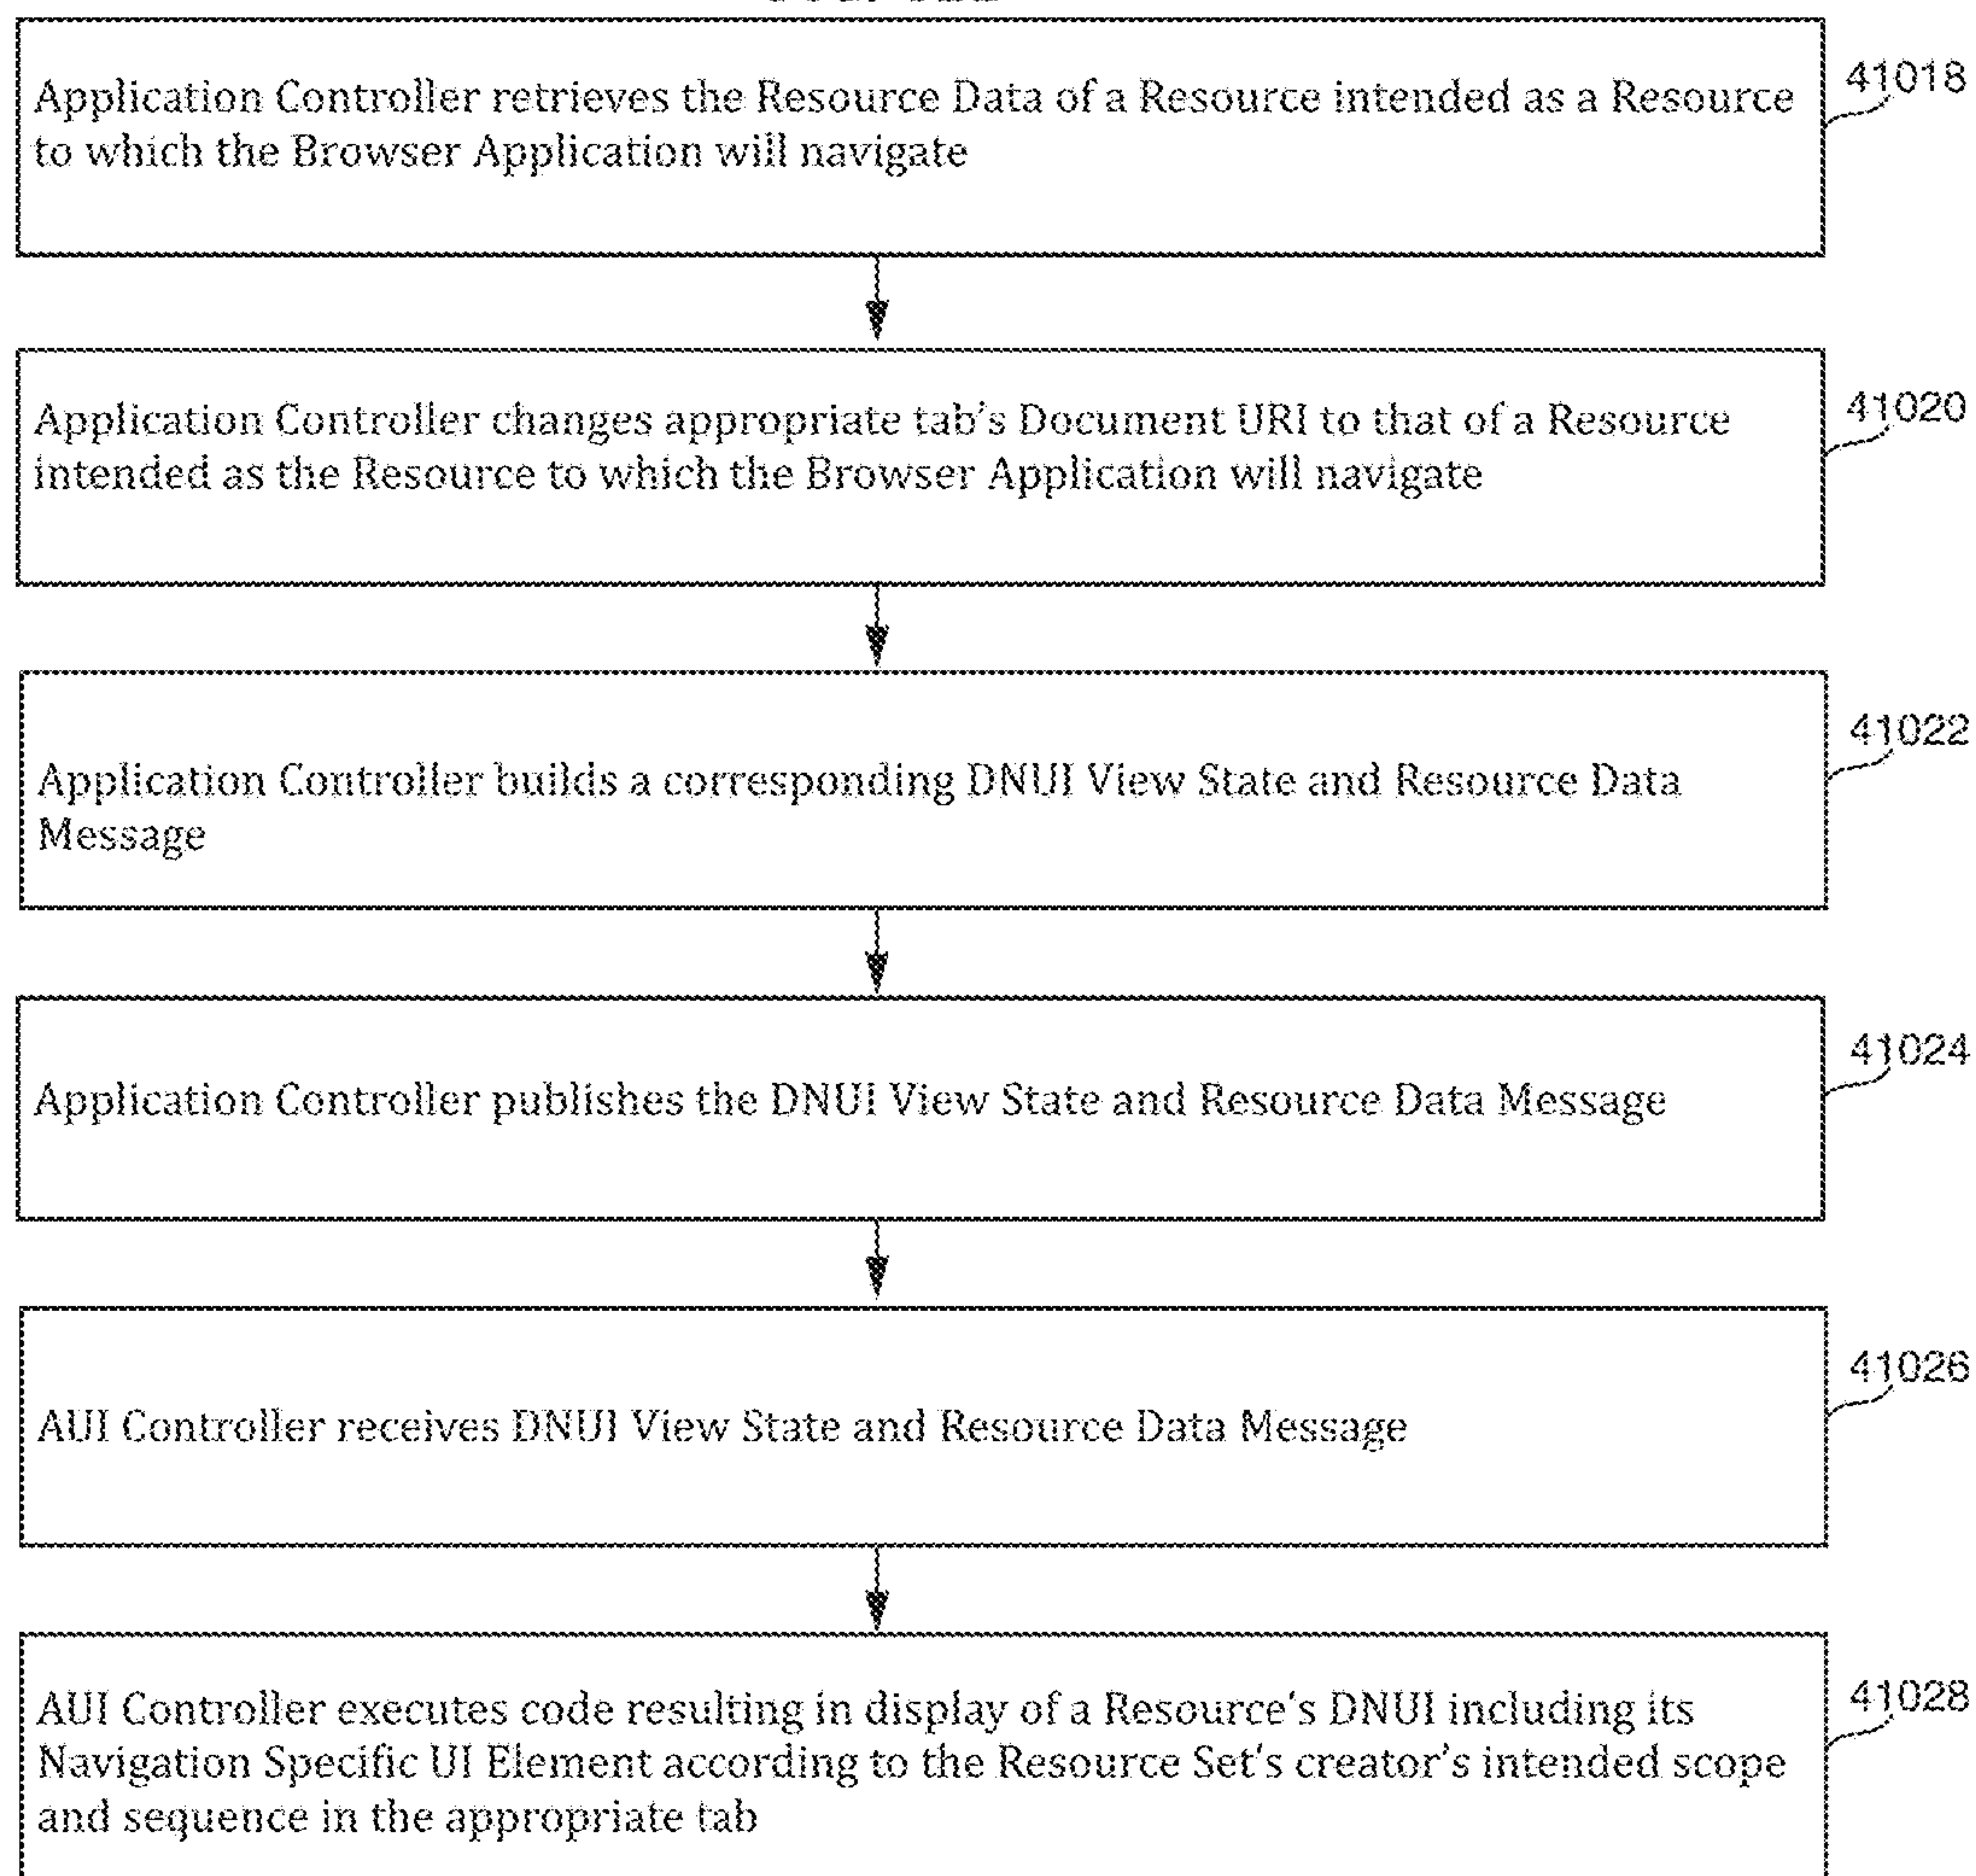 Application Controller retrieves the Resource Data of a Resource intended as a Resource
to which the Browser Application will navigate
41018
Application Controller changes appropriate tab's Document URI to that of a Resource
intended as the Resource to which the Browser Application will navigate
41020
Application Controller builds a corresponding DNUI View State and Resource Data
Message
41022
Application Controller publishes the DNUI View State and Resource Data Message
41024
AUI Controller receives DNUI View State and Resource Data Message
41026
AUI Controller executes code resulting in display of a Resource's DNUI including its
Navigation Specific UI Element according to the Resource Set's creator's intended scope
and sequence in the appropriate tab
41028